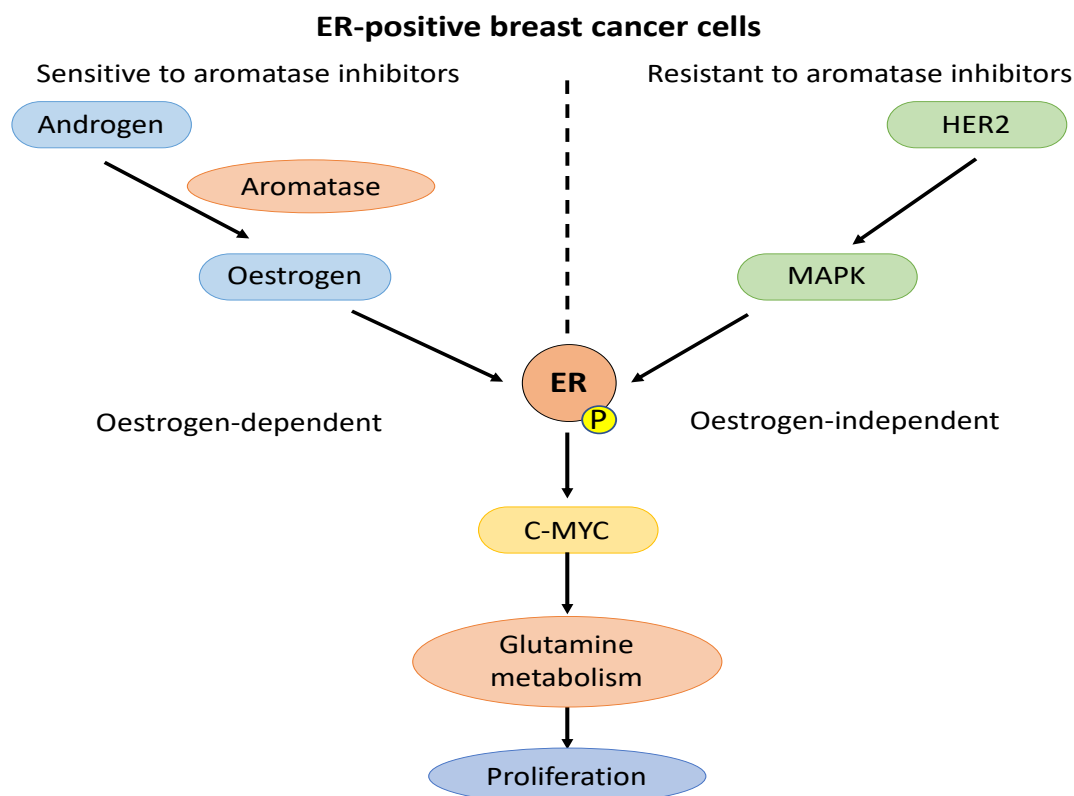 ER-positive breast cancer cells
Sensitive to aromatase inhibitors
Resistant to aromatase inhibitors
Androgen
HER2
Aromatase
Oestrogen
MAPK
ER
P
Oestrogen-dependent
Oestrogen-independent
C-MYC
Glutamine
metabolism
Proliferation